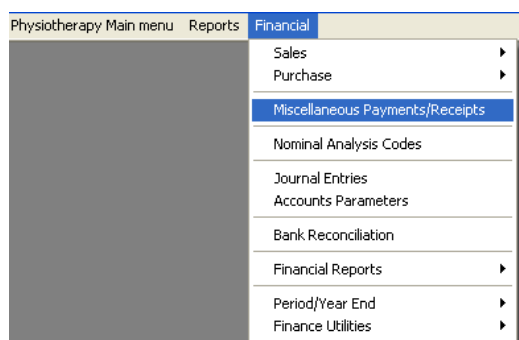 Physiotherapy Main menu Reports Financial
Sales
Purchase
Miscellaneous Payments/Receipts
Nominal Analysis Codes
Journal Entries
Accounts Parameters
Bank Reconciliation
Financial Reports
Period/Year End
Finance Utilities